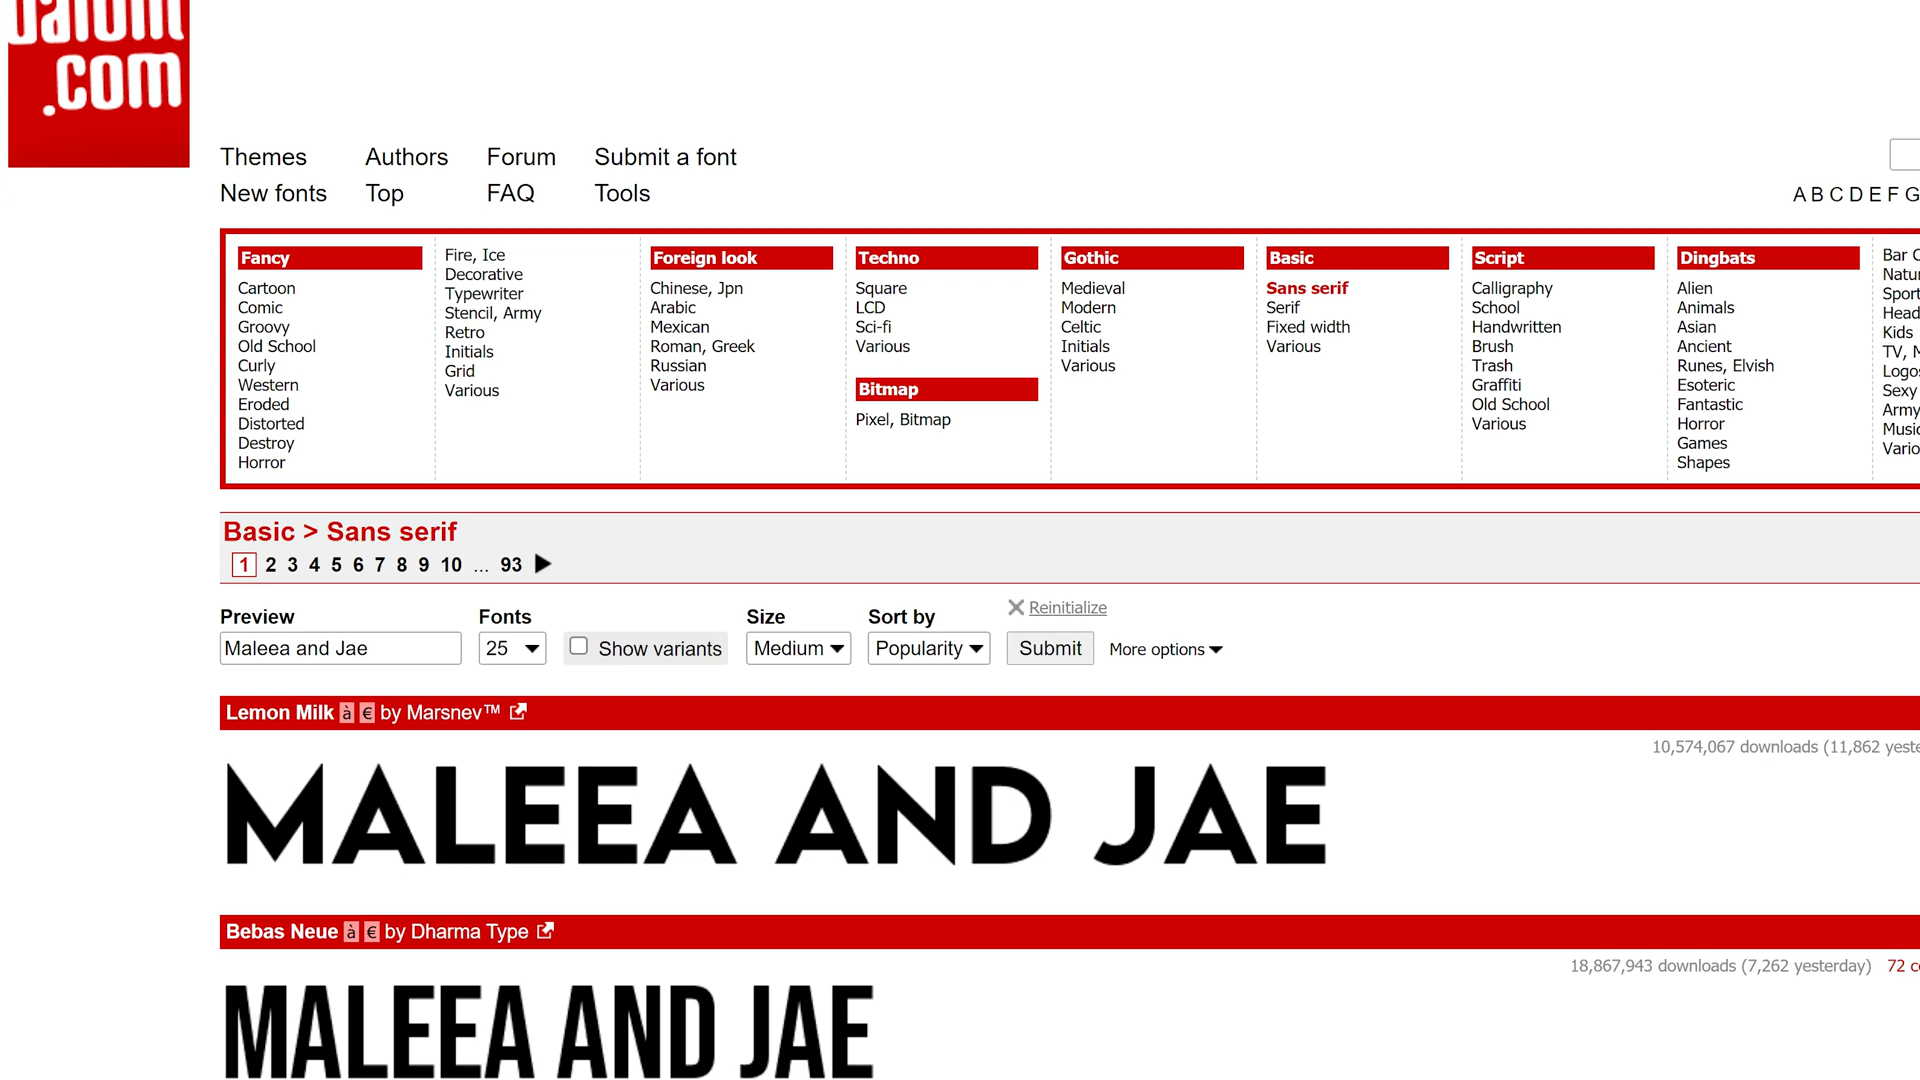 .com
Themes Authors Forum Submit a font
New fonts Top FAQ Tools
A B C D E F G
Fancy
Cartoon
Comic
Groovy
Old School
Curly
Western
Eroded
Distorted
Destroy
Horror
Fire, Ice
Decorative
Typewriter
Stencil, Army
Retro
Initials
Grid
Various
Foreign look
Chinese, Jpn
Arabic
Mexican
Roman, Greek
Russian
Various
Techno
Square
LCD
Sci-fi
Various
Bitmap
Pixel, Bitmap
Gothic
Medieval
Modern
Celtic
Initials
Various
Basic
Sans serif
Serif
Fixed width
Various
Script
Calligraphy
School
Handwritten
Brush
Trash
Graffiti
Old School
Various
Dingbats
Alien
Animals
Asian
Ancient
Runes, Elvish
Esoteric
Fantastic
Horror
Games
Shapes
Bar
Kids
TV,
Sexy
Army
Basic > Sans serif
1 2 3 4 5 6 7 8 9 10 ... 93
Preview Fonts Size Sort by Reinitialize
Maleea and Jae 25 Show variants Medium Popularity Submit More options
Lemon Milk à € by Marsnev™
10,574,067 downloads (11,862
MALEEA AND JAE
Bebas Neue à € by Dharma Type
18,867,943 downloads (7,262 yesterday) 72
MALEEA AND JAE